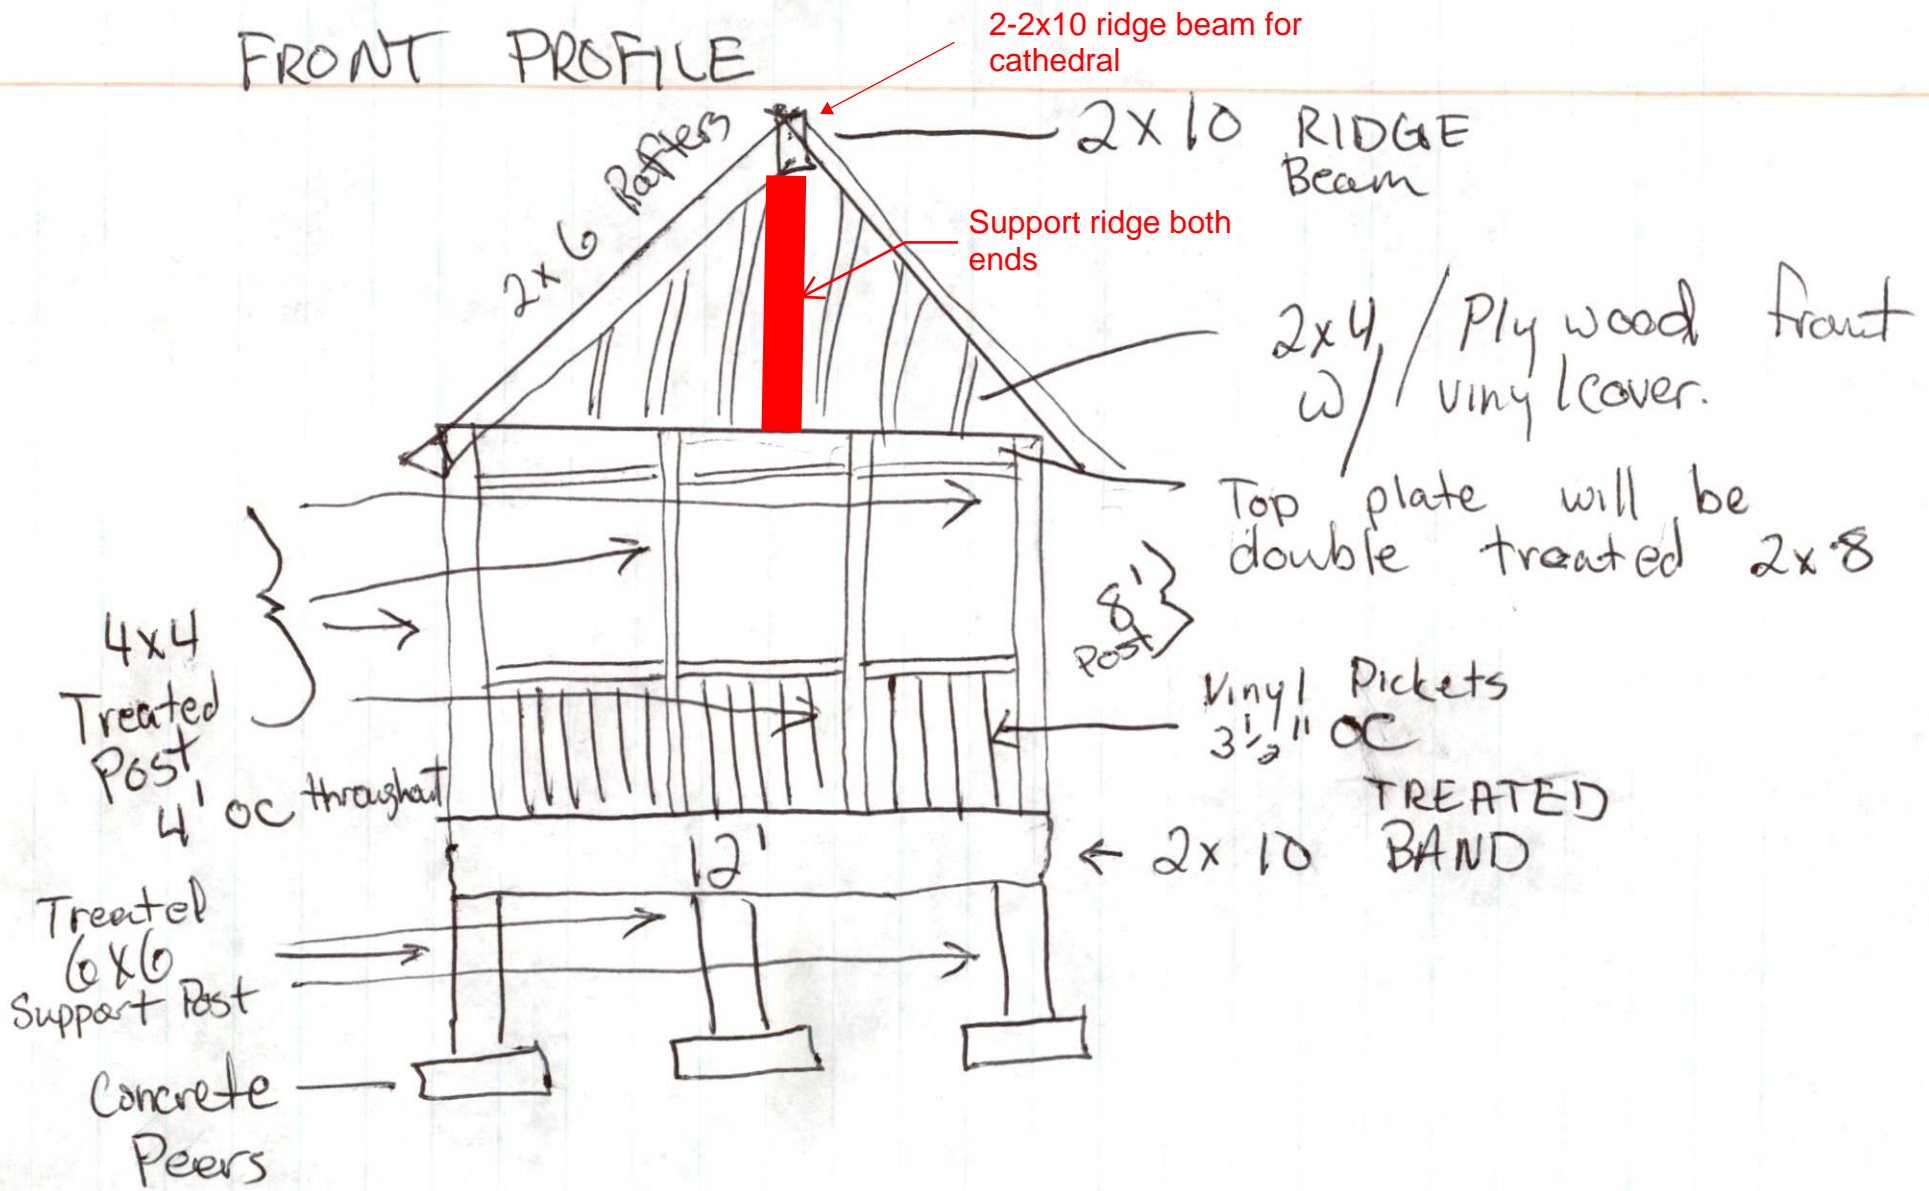 FRONT PROFILE
2-2x10 ridge beam for
cathedral
2x10 RIDGE
Beam
2x6 Rafters
Support ridge both
ends
2x4 / Plywood front
w/ vinyl cover.
Top plate will be
double treated 2x8
8'
Post
4x4
Treated
Post
4' OC throughout
Vinyl Pickets
3 1/2" OC
TREATED
2x10 BAND
12'
Treated
6x6
Support Post
Concrete
Peers